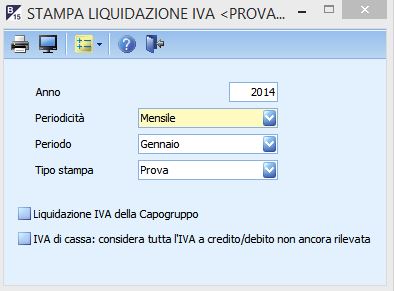 B 15 STAMPA LIQUIDAZIONE IVA <PROVA...
?
Anno 2014
Periodicità Mensile
Periodo Gennaio
Tipo stampa Prova
Liquidazione IVA della Capogruppo
IVA di cassa: considera tutta l'IVA a credito/debito non ancora rilevata